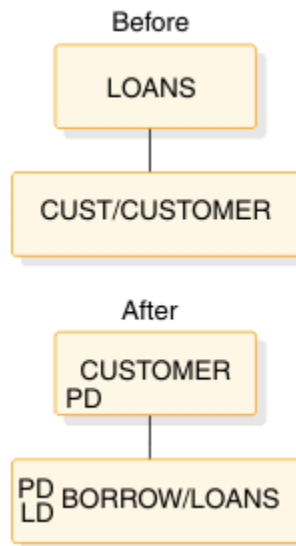 Before
LOANS
CUST/CUSTOMER
After
CUSTOMER
PD
PD
LD
BORROW/LOANS